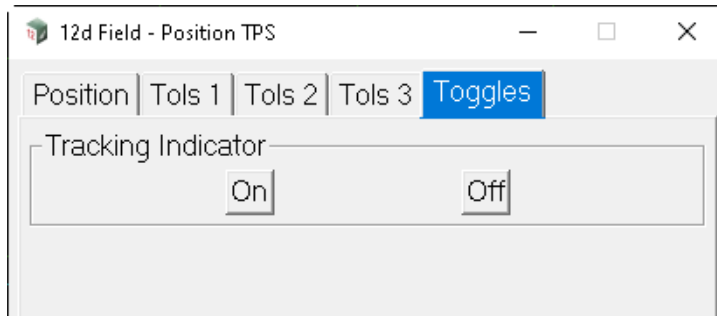 12d Field - Position TPS
Position Tols 1 Tols 2 Tols 3 Toggles
Tracking Indicator
On Off